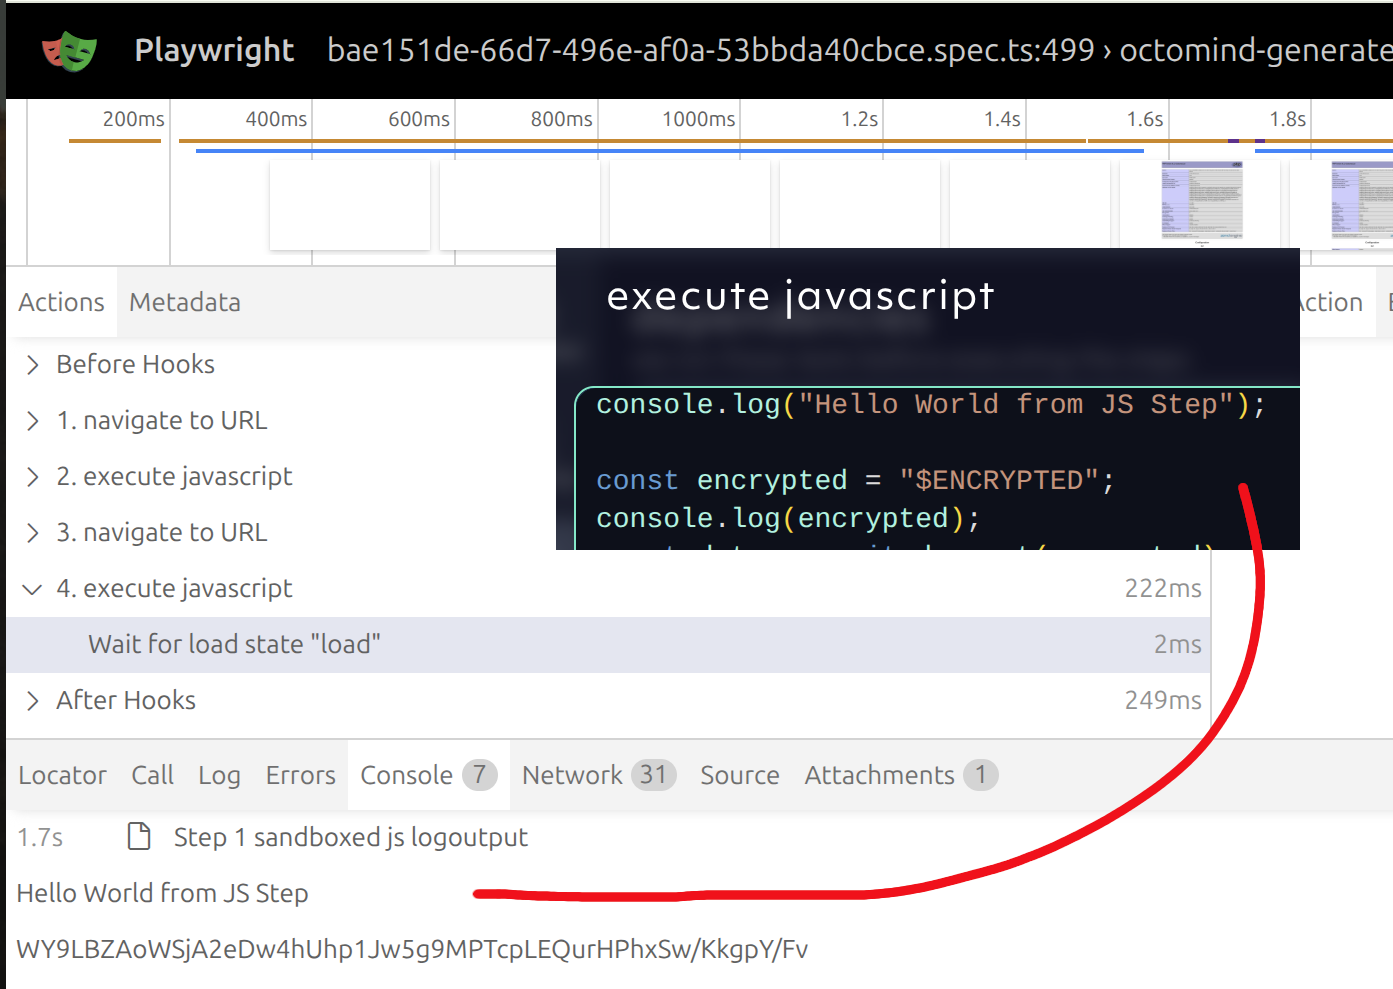 Playwright bae151de-66d7-496e-af0a-53bbda40cbce.spec.ts:499 › octomind-generate
200ms 400ms 600ms 800ms 1000ms 1.2s 1.4s 1.6s 1.8s
Actions Metadata
ction
Before Hooks
1. navigate to URL
2. execute javascript
3. navigate to URL
4. execute javascript 222ms
Wait for load state "load" 2ms
After Hooks 249ms
execute javascript
console.log("Hello World from JS Step");
const encrypted = "$ENCRYPTED";
console.log(encrypted);
Locator Call Log Errors Console 7 Network 31 Source Attachments 1
1.7s Step 1 sandboxed js logoutput
Hello World from JS Step
WY9LBZAoWSjA2eDw4hUhp1Jw5g9MPTcpLEQurHPhxSw/KkgpY/Fv